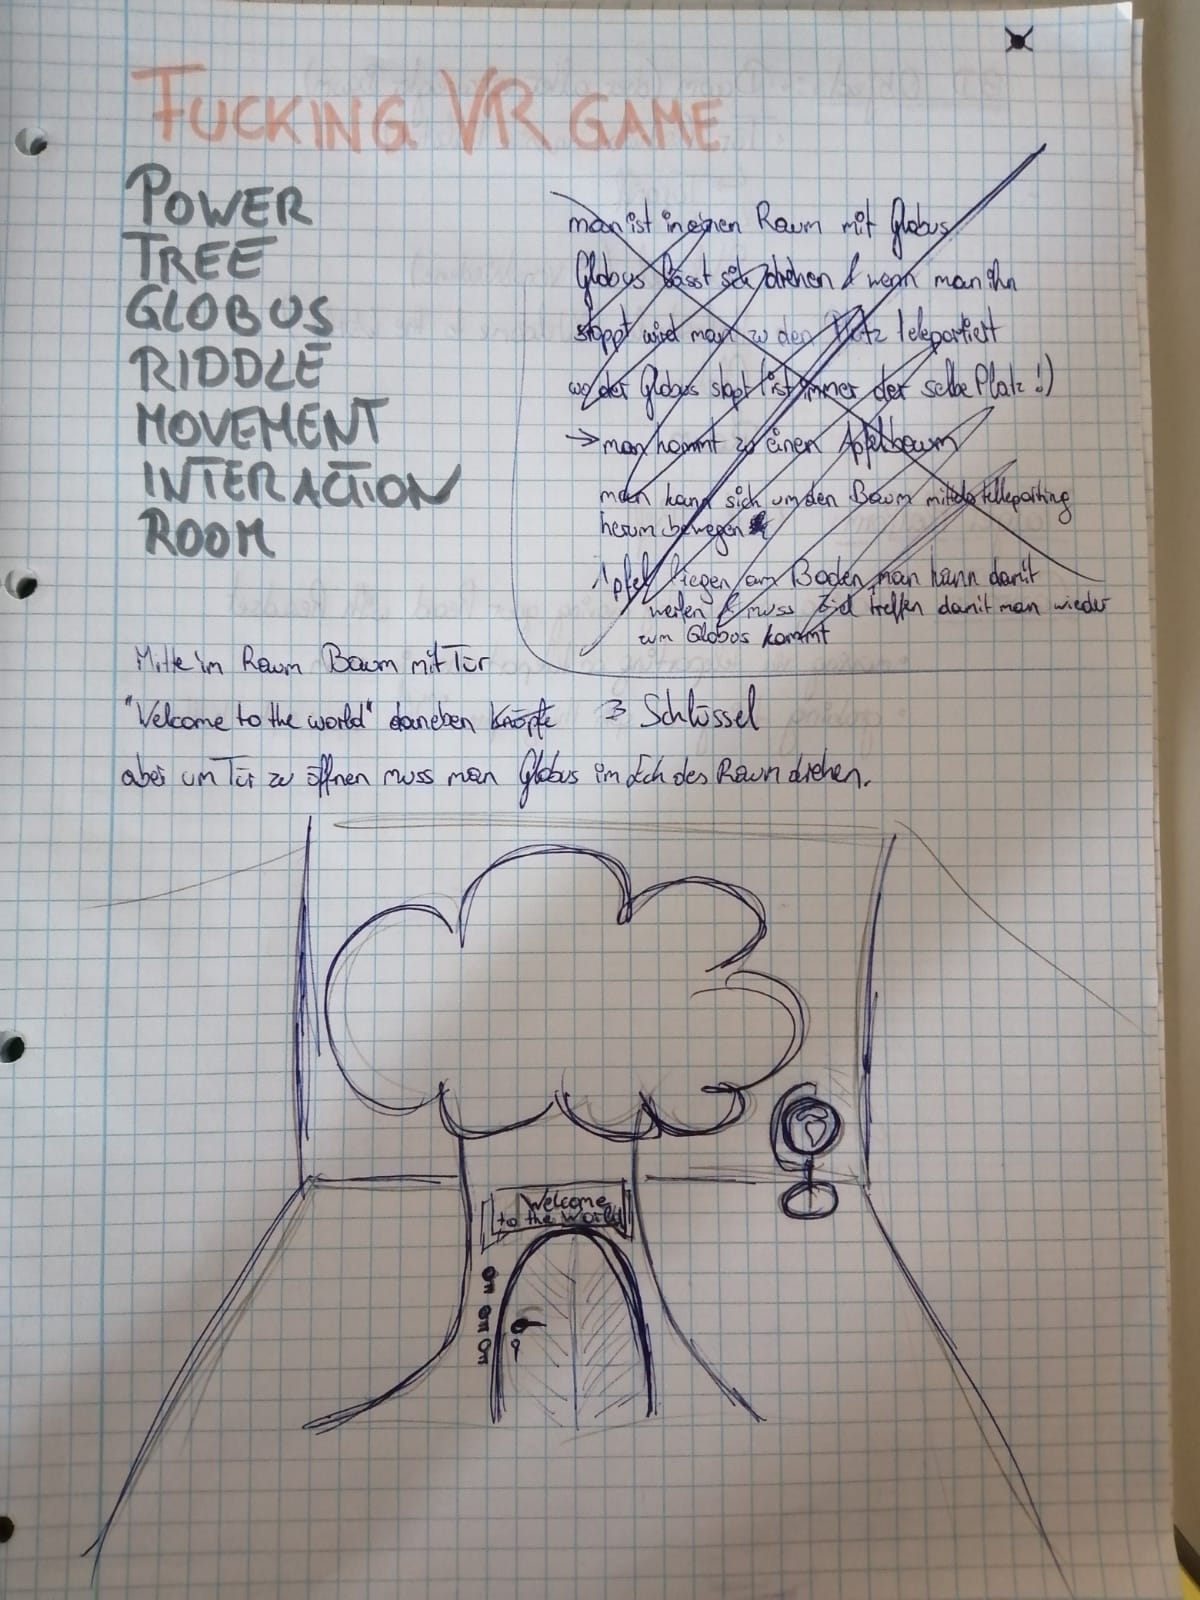 FUCKING VR GAME
POWER
TREE
GLOBUS
RIDDLE
MOVEMENT
INTERACTION
ROOM
man ist in einen Raum mit Globus
Globus lässt sich drehen & wenn man ihn
stoppt wird man zu den Platz teleportiert
wo der Globus stopt (ist immer der selbe Platz!)
→ man kommt zu einen Apfelbaum
man kann sich um den Baum mittels telleporting
herum bewegen
Äpfel liegen am Boden, man kann damit
werfen & muss Ziel treffen damit man wieder
zum Globus kommt
Mitte im Raum Baum mit Tür
"Welcome to the world" daneben Knöpfe 3 Schlüssel
aber um Tür zu öffnen muss man Globus im Eck des Raum drehen.
Welcome
to the World